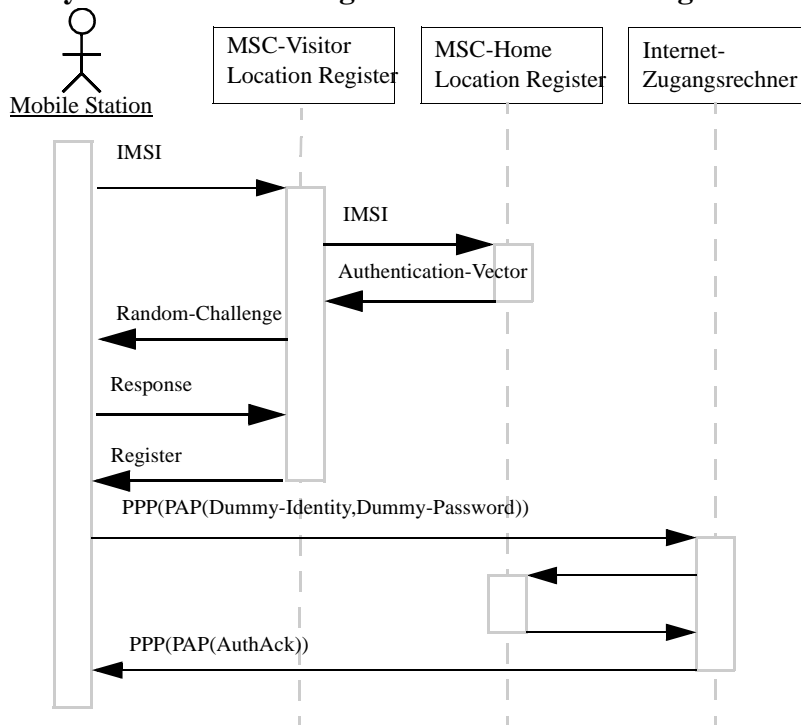 MSC-Visitor
Location Register
MSC-Home
Location Register
Internet-
Zugangsrechner
Mobile Station
IMSI
IMSI
Authentication-Vector
Random-Challenge
Response
Register
PPP(PAP(Dummy-Identity,Dummy-Password))
PPP(PAP(AuthAck))